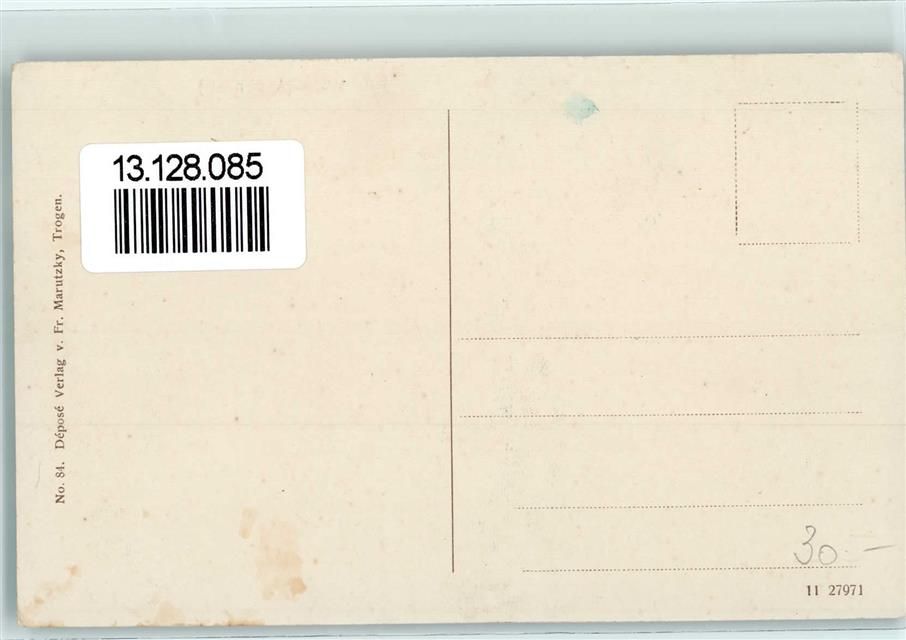 13.128.085
No. 84. Déposé Verlag v. Fr. Marutzky, Trogen.
30.—
11 27971